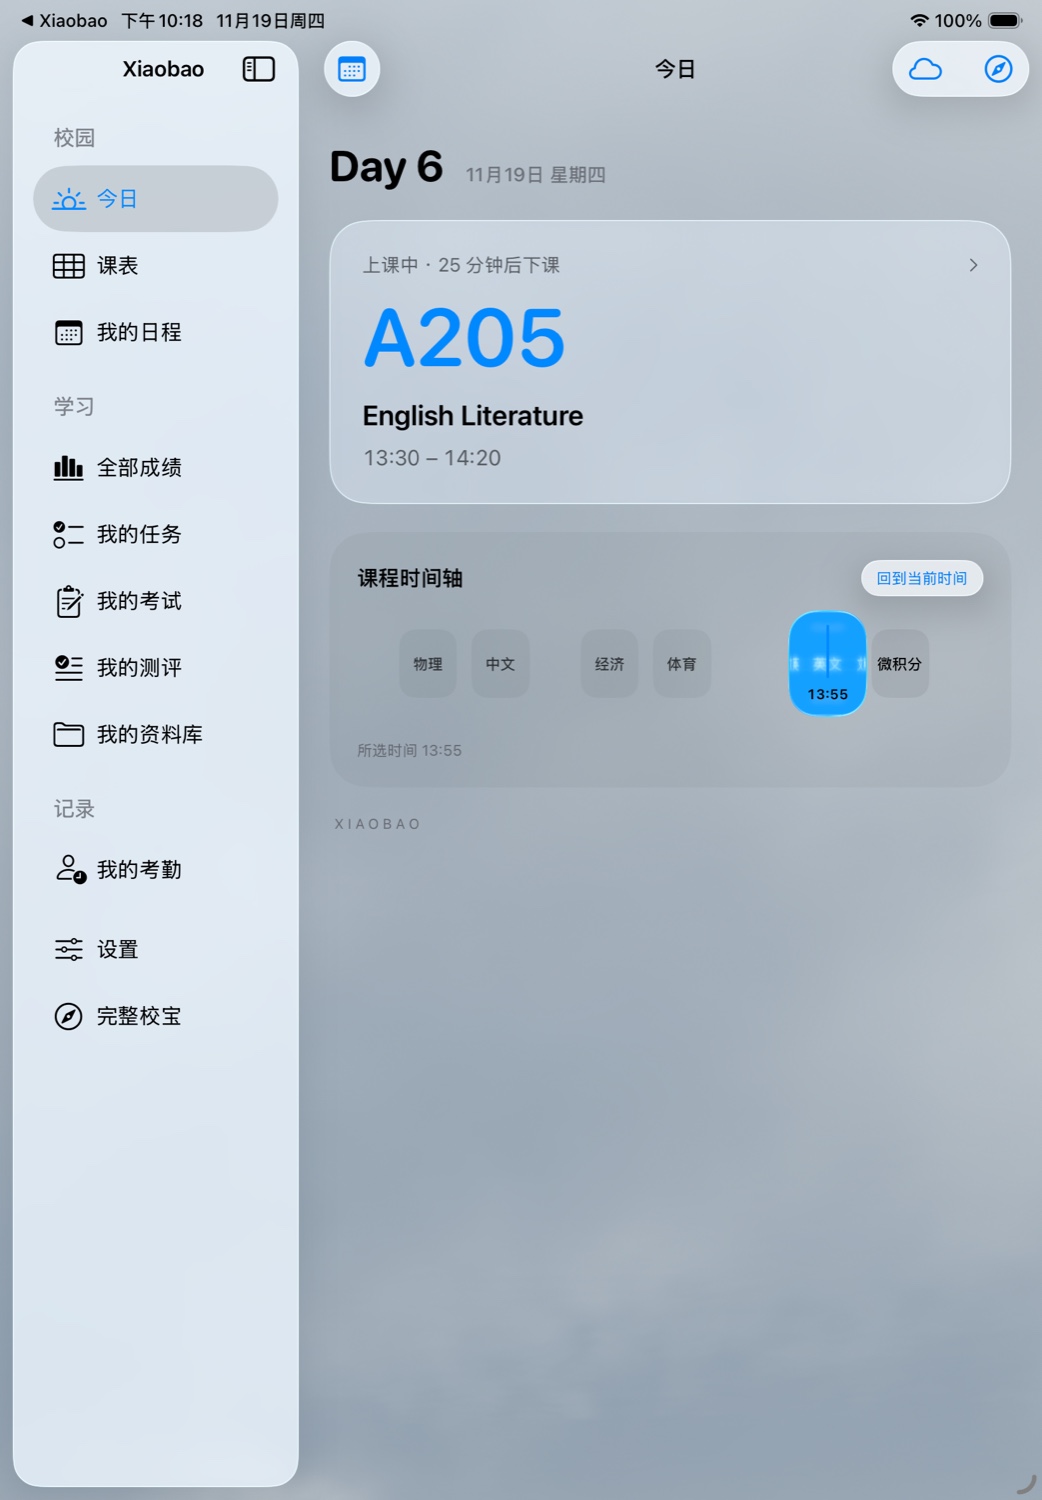 Xiaobao 下午10:18 11月19日周四
100%
Xiaobao
校园
今日
课表
我的日程
学习
全部成绩
我的任务
我的考试
我的测评
我的资料库
记录
我的考勤
设置
完整校宝
今日
Day 6 11月19日 星期四
上课中 · 25 分钟后下课
A205
English Literature
13:30 – 14:20
课程时间轴
回到当前时间
物理 中文 经济 体育 英文 微积分
13:55
所选时间 13:55
XIAOBAO